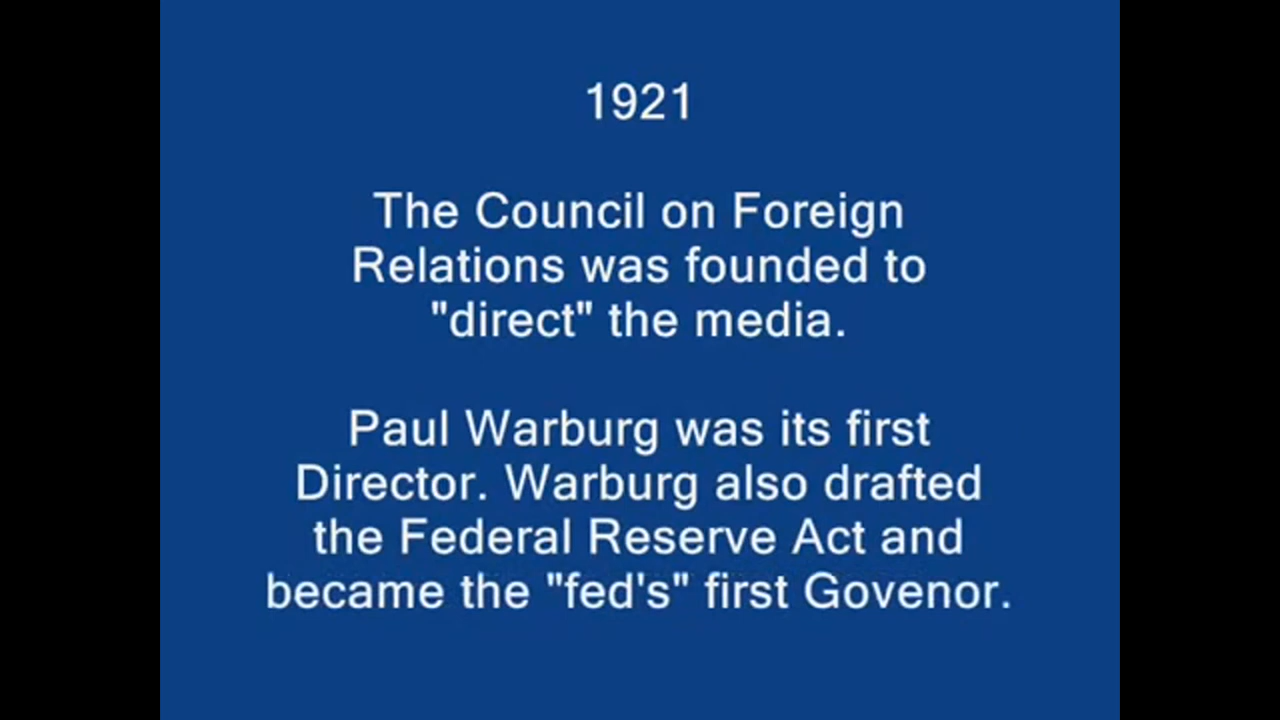 1921
The Council on Foreign
Relations was founded to
"direct" the media.
Paul Warburg was its first
Director. Warburg also drafted
the Federal Reserve Act and
became the "fed's" first Govenor.